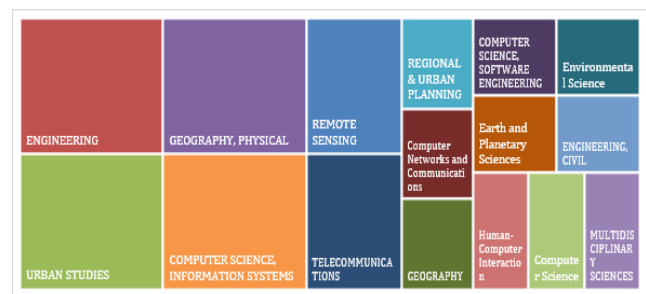 ENGINEERING
GEOGRAPHY, PHYSICAL
REMOTE
SENSING
REGIONAL
& URBAN
PLANNING
COMPUTER
SCIENCE,
SOFTWARE
ENGINEERING
Environmenta
l Science
Computer
Networks and
Communicati
ons
Earth and
Planetary
Sciences
ENGINEERING,
CIVIL
URBAN STUDIES
COMPUTER SCIENCE,
INFORMATION SYSTEMS
TELECOMMUNICA
TIONS
GEOGRAPHY
Human-
Computer
Interactio
n
Compute
r Science
MULTIDIS
CIPLINAR
Y
SCIENCES